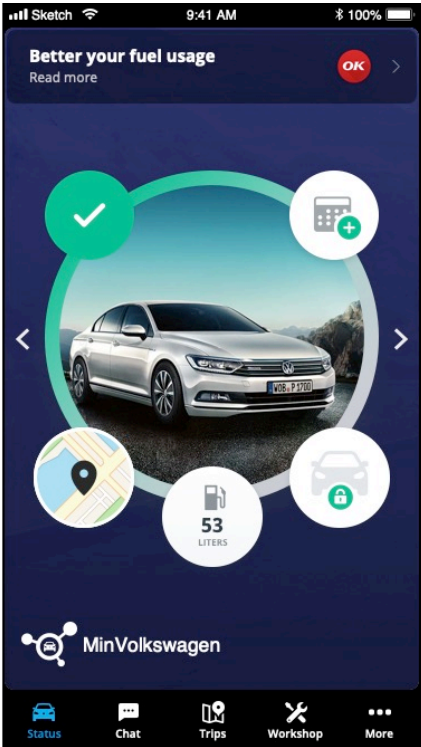 Sketch
9:41 AM
100%
Better your fuel usage
Read more
OK
WOB P 1700
53
LITERS
MinVolkswagen
Status
Chat
Trips
Workshop
More